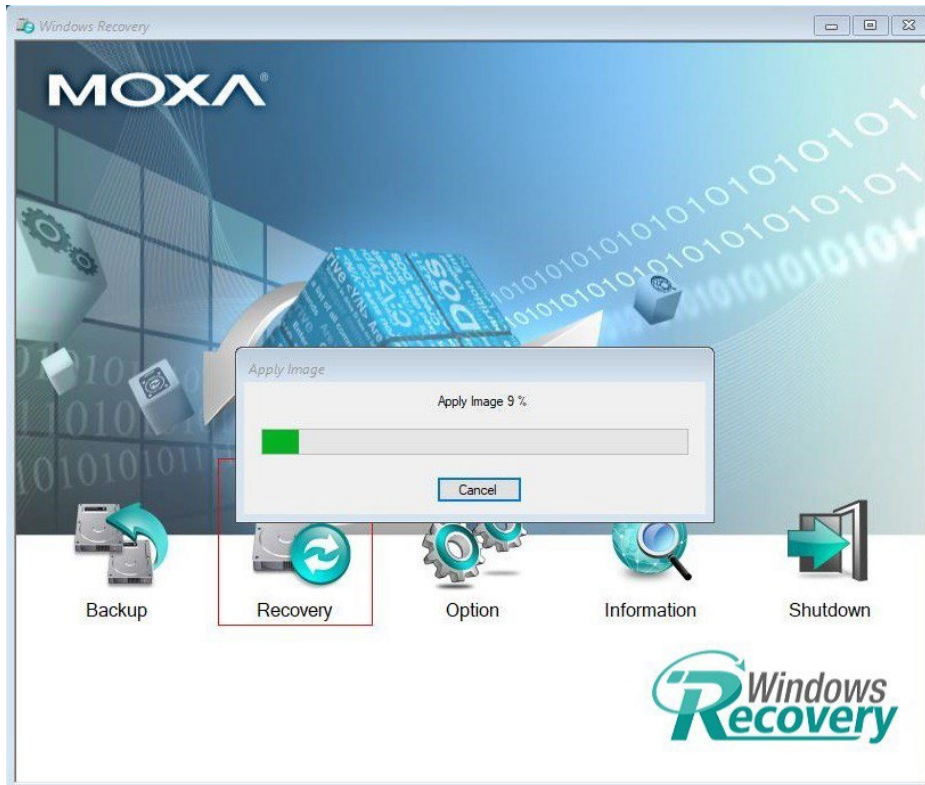 Windows Recovery
MOXA®
Apply Image
Apply Image 9 %
Cancel
Backup
Recovery
Option
Information
Shutdown
Windows
Recovery